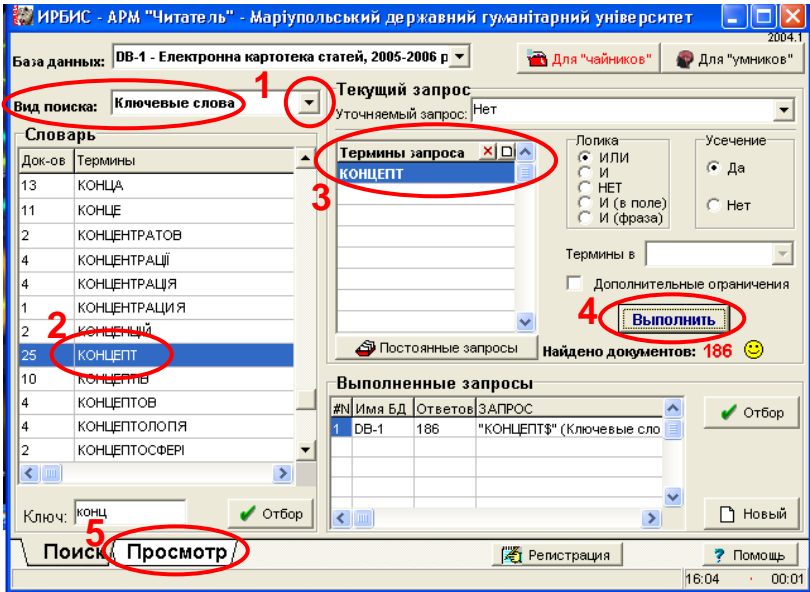 ИРБИС - АРМ "Читатель" - Маріупольський державний гуманітарний університет
2004.1
База данных: DB-1 - Електронна картотека статей, 2005-2006 р
Для "чайников"
Для "умников"
1
Вид поиска: Ключевые слова
Словарь
Док-ов Термины
13 КОНЦА
11 КОНЦЕ
2 КОНЦЕНТРАТОВ
4 КОНЦЕНТРАЦІЇ
4 КОНЦЕНТРАЦІЯ
1 КОНЦЕНТРАЦИЯ
2
2 КОНЦЕНЦІЙ
25 КОНЦЕПТ
10 КОНЦЕПТІВ
4 КОНЦЕПТОВ
4 КОНЦЕПТОЛОГІЯ
2 КОНЦЕПТОСФЕРІ
Ключ: КОНЦ
Отбор
Текущий запрос
Уточняемый запрос: Нет
Термины запроса
КОНЦЕПТ
3
Логика
ИЛИ
И
НЕТ
И (в поле)
И (фраза)
Усечение
Да
Нет
Термины в
Дополнительные ограничения
4
Выполнить
Постоянные запросы
Найдено документов: 186
Выполненные запросы
#N Имя БД Ответов ЗАПРОС
1 DB-1 186 "КОНЦЕПТ$" (Ключевые сло
Отбор
Новый
5
Поиск Просмотр
Регистрация
Помощь
16:04 00:01